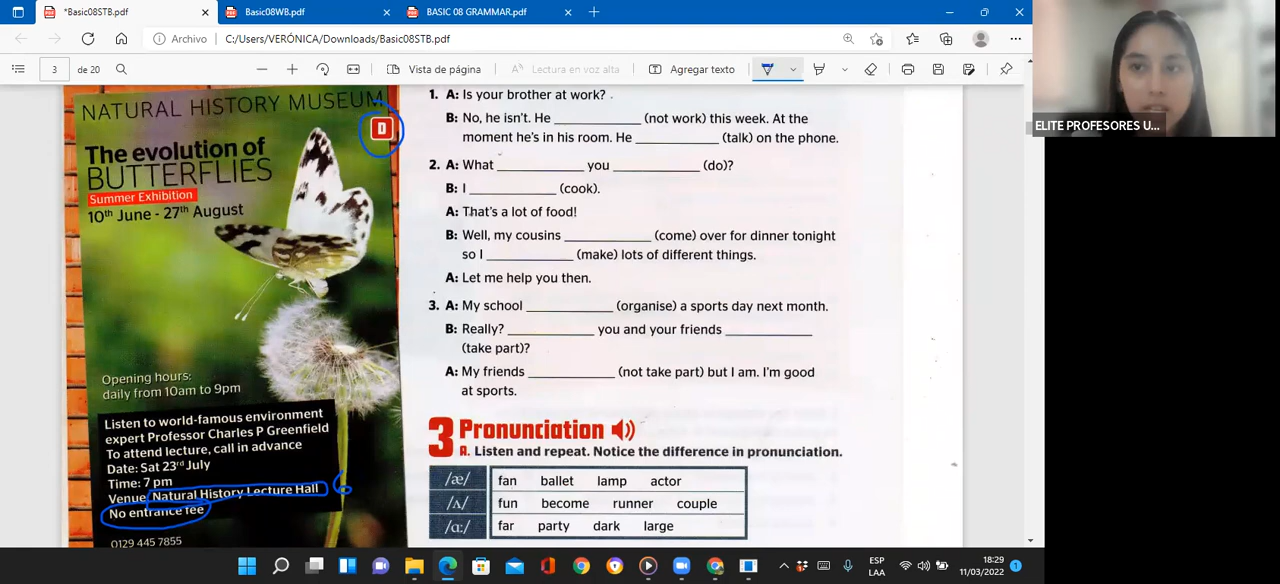 *Basic08STB.pdf
Basic08WB.pdf
BASIC 08 GRAMMAR.pdf
Archivo
C:/Users/VERÓNICA/Downloads/Basic08STB.pdf
3
de 20
Vista de página
Lectura en voz alta
Agregar texto
NATURAL HISTORY MUSEUM
D
The evolution of
BUTTERFLIES
Summer Exhibition
10th June - 27th August
Opening hours:
daily from 10am to 9pm
Listen to world-famous environment
expert Professor Charles P Greenfield
To attend lecture, call in advance
Date: Sat 23rd July
Time: 7 pm
Venue: Natural History Lecture Hall
No entrance fee
0129 445 7855
1. A: Is your brother at work?
B: No, he isn't. He ____________ (not work) this week. At the
moment he's in his room. He ____________ (talk) on the phone.
2. A: What ____________ you ____________ (do)?
B: I ____________ (cook).
A: That's a lot of food!
B: Well, my cousins ____________ (come) over for dinner tonight
so I ____________ (make) lots of different things.
A: Let me help you then.
3. A: My school ____________ (organise) a sports day next month.
B: Really? ____________ you and your friends ____________
(take part)?
A: My friends ____________ (not take part) but I am. I'm good
at sports.
3 Pronunciation
A. Listen and repeat. Notice the difference in pronunciation.
/æ/ fan ballet lamp actor
/ʌ/ fun become runner couple
/ɑː/ far party dark large
ELITE PROFESORES U...
ESP
LAA
18:29
11/03/2022
1